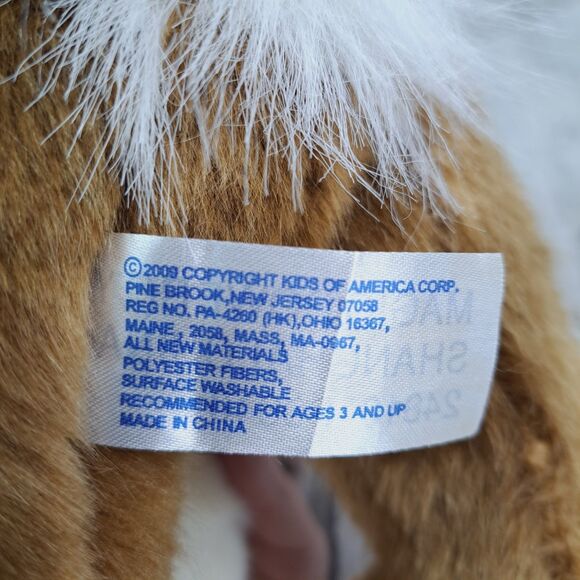 ©2009 COPYRIGHT KIDS OF AMERICA CORP.
PINE BROOK,NEW JERSEY 07058
REG NO. PA-4260 (HK),OHIO 16367,
MAINE , 2058, MASS, MA-0967,
ALL NEW MATERIALS
POLYESTER FIBERS,
SURFACE WASHABLE
RECOMMENDED FOR AGES 3 AND UP
MADE IN CHINA